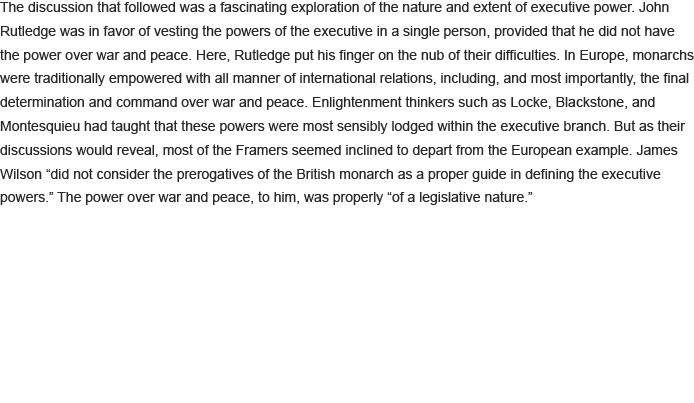 The discussion that followed was a fascinating exploration of the nature and extent of executive power. John
Rutledge was in favor of vesting the powers of the executive in a single person, provided that he did not have
the power over war and peace. Here, Rutledge put his finger on the nub of their difficulties. In Europe, monarchs
were traditionally empowered with all manner of international relations, including, and most importantly, the final
determination and command over war and peace. Enlightenment thinkers such as Locke, Blackstone, and
Montesquieu had taught that these powers were most sensibly lodged within the executive branch. But as their
discussions would reveal, most of the Framers seemed inclined to depart from the European example. James
Wilson “did not consider the prerogatives of the British monarch as a proper guide in defining the executive
powers.” The power over war and peace, to him, was properly “of a legislative nature.”